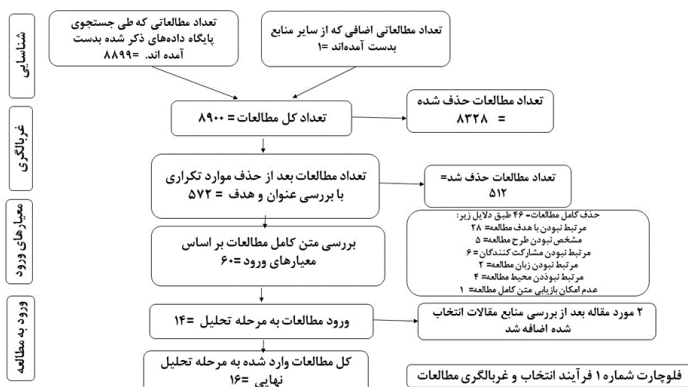 شناسایی
تعداد مطالعاتی که طی جستجوی
پایگاه داده‌های ذکر شده بدست
آمده اند. =۸۸۹۹
تعداد مطالعاتی اضافی که از سایر منابع
بدست آمده‌اند =۱
غربالگری
تعداد کل مطالعات = ۸۹۰۰
تعداد مطالعات حذف شده
= ۸۳۲۸
تعداد مطالعات بعد از حذف موارد تکراری
با بررسی عنوان و هدف = ۵۷۲
تعداد مطالعات حذف شد=
۵۱۲
معیارهای ورود
بررسی متن کامل مطالعات بر اساس
معیارهای ورود =۶۰
حذف کامل مطالعات= ۴۶ طبق دلایل زیر:
مرتبط نبودن با هدف مطالعه= ۲۸
مشخص نبودن طرح مطالعه= ۵
مرتبط نبودن مشارکت کنندگان = ۶
مرتبط نبودن زبان مطالعه = ۲
مرتبط نبوذدن محیط مطالعه = ۴
عدم امکان بازیابی متن کامل مطالعه= ۱
ورود به مطالعه
ورود مطالعات به مرحله تحلیل =۱۴
۲ مورد مقاله بعد از بررسی منابع مقالات انتخاب
شده اضافه شد
کل مطالعات وارد شده به مرحله تحلیل
نهایی =۱۶
فلوچارت شماره ۱ فرآیند انتخاب و غربالگری مطالعات